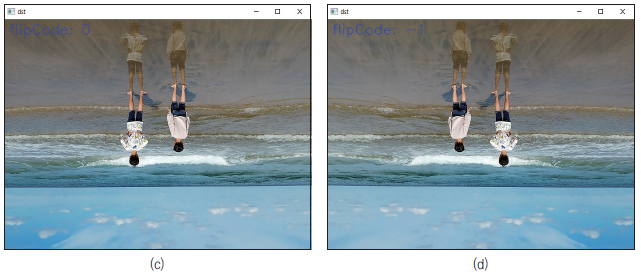 dst
flipCode: 0
dst
flipCode: -1
(c)
(d)